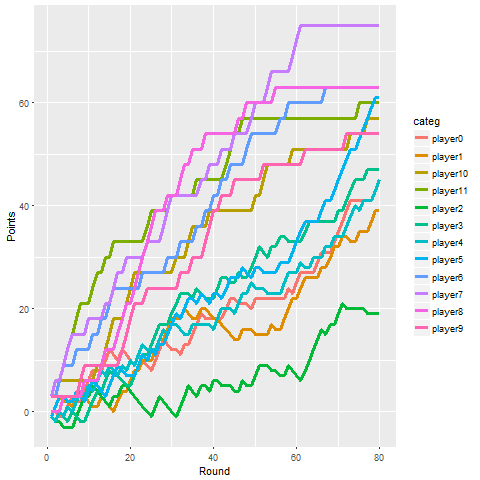 60
40
20
0
Points
0
20
40
60
80
Round
categ
player0
player1
player10
player11
player2
player3
player4
player5
player6
player7
player8
player9